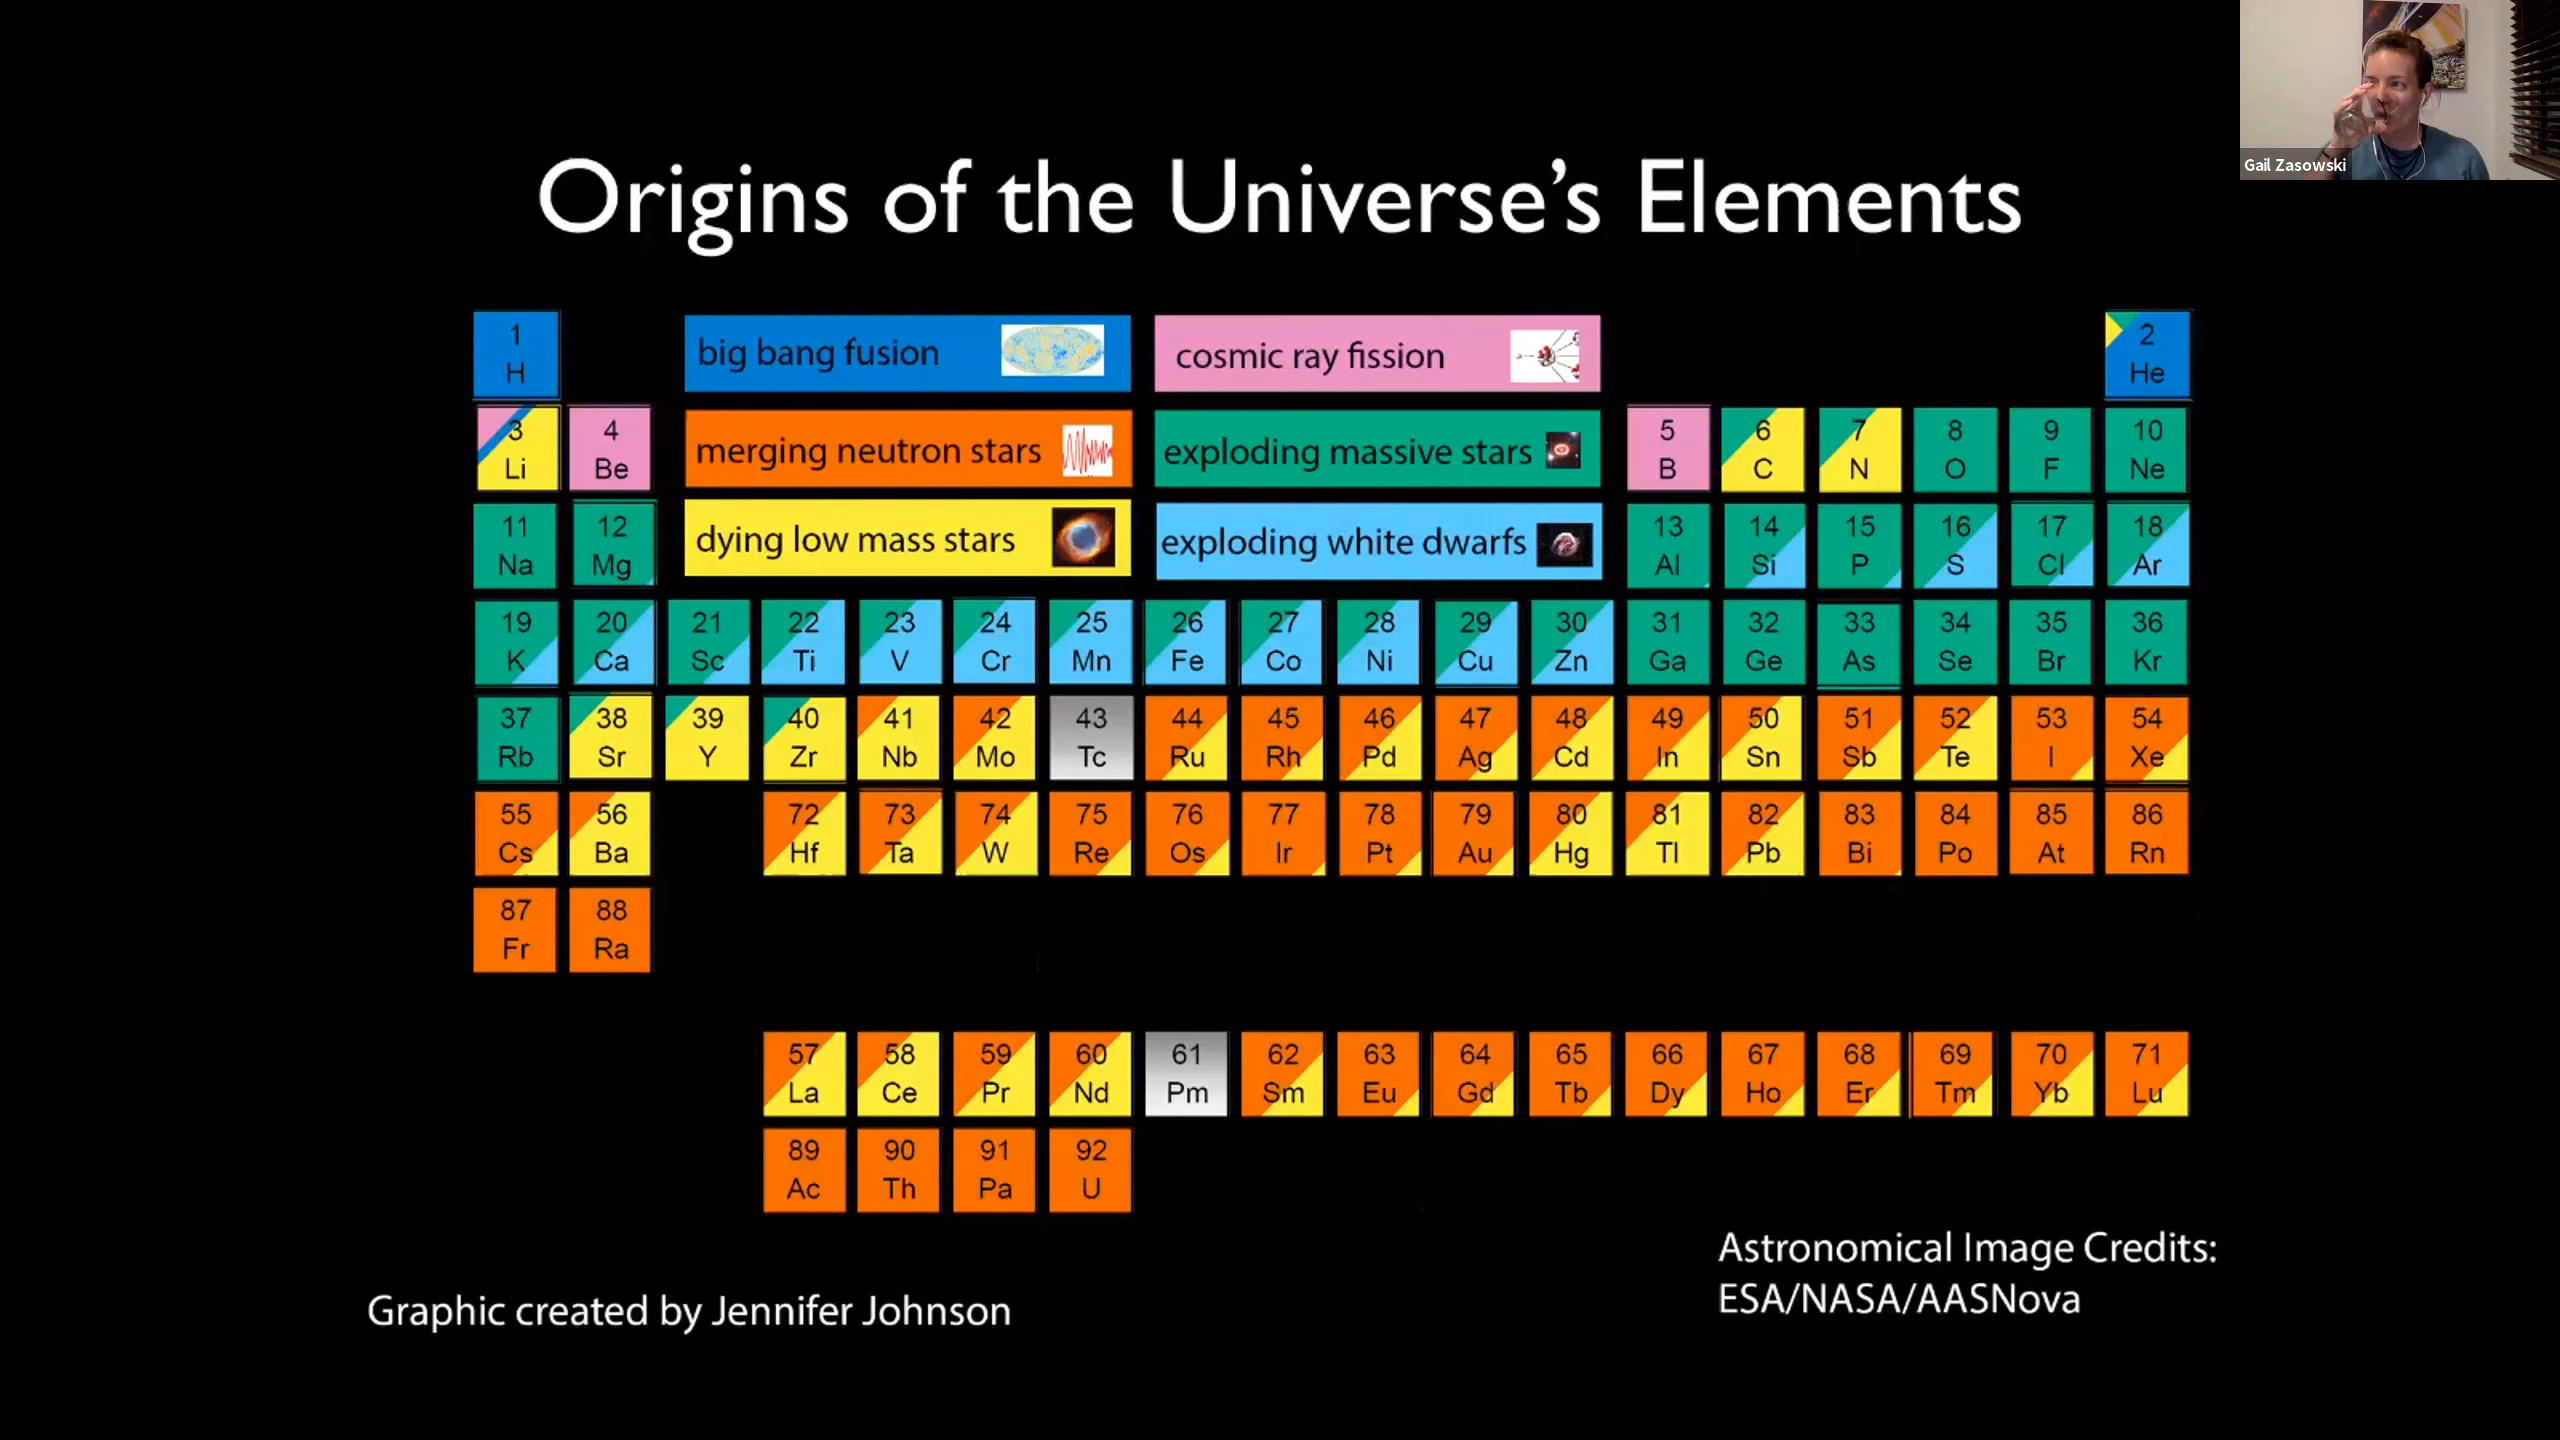 Gail Zasowski
Origins of the Universe's Elements
1
H
big bang fusion
cosmic ray fission
2
He
3
Li
4
Be
merging neutron stars
exploding massive stars
5
B
6
C
7
N
8
O
9
F
10
Ne
11
Na
12
Mg
dying low mass stars
exploding white dwarfs
13
Al
14
Si
15
P
16
S
17
Cl
18
Ar
19
K
20
Ca
21
Sc
22
Ti
23
V
24
Cr
25
Mn
26
Fe
27
Co
28
Ni
29
Cu
30
Zn
31
Ga
32
Ge
33
As
34
Se
35
Br
36
Kr
37
Rb
38
Sr
39
Y
40
Zr
41
Nb
42
Mo
43
Tc
44
Ru
45
Rh
46
Pd
47
Ag
48
Cd
49
In
50
Sn
51
Sb
52
Te
53
I
54
Xe
55
Cs
56
Ba
72
Hf
73
Ta
74
W
75
Re
76
Os
77
Ir
78
Pt
79
Au
80
Hg
81
Tl
82
Pb
83
Bi
84
Po
85
At
86
Rn
87
Fr
88
Ra
57
La
58
Ce
59
Pr
60
Nd
61
Pm
62
Sm
63
Eu
64
Gd
65
Tb
66
Dy
67
Ho
68
Er
69
Tm
70
Yb
71
Lu
89
Ac
90
Th
91
Pa
92
U
Graphic created by Jennifer Johnson
Astronomical Image Credits:
ESA/NASA/AASNova